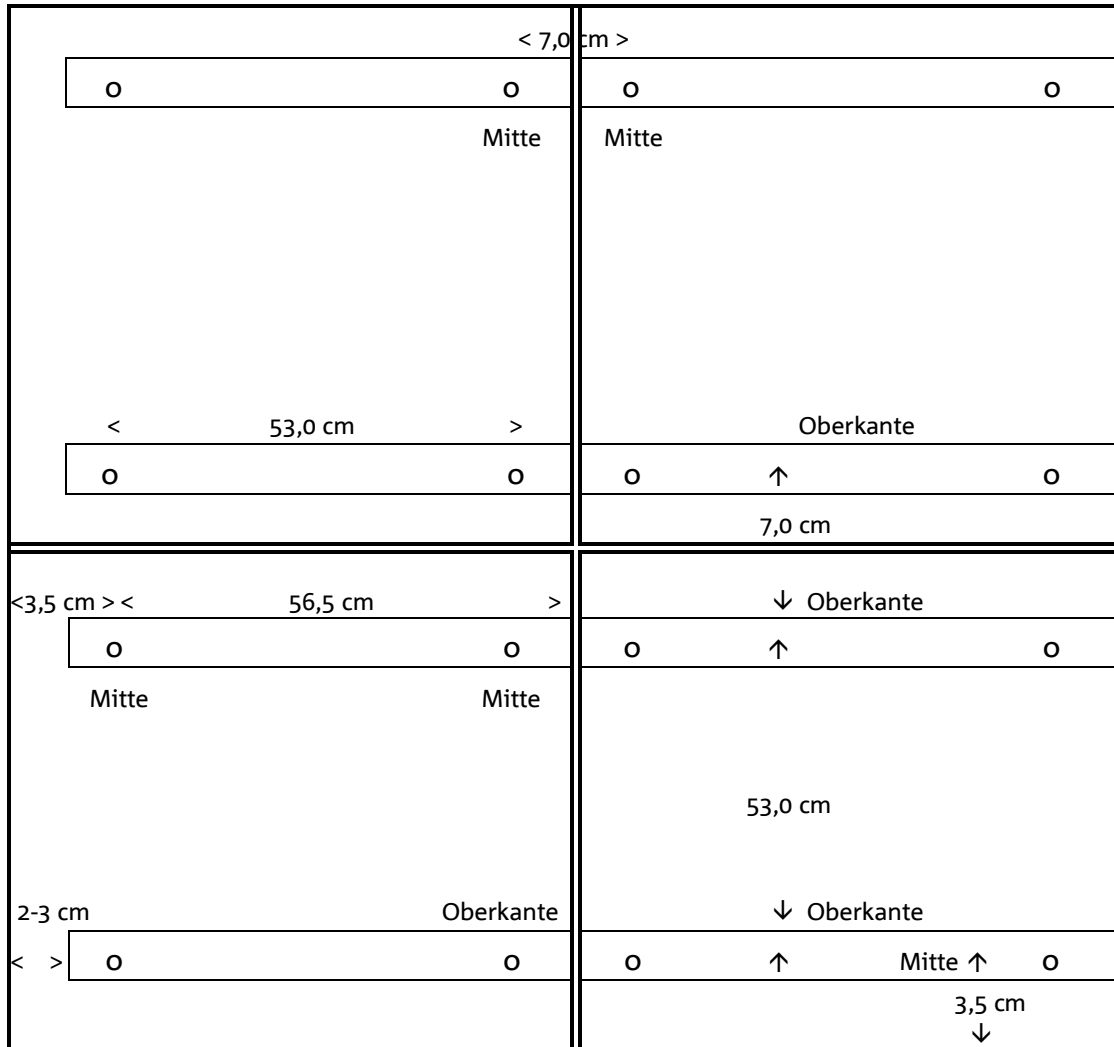 < 7,0 cm >
o o o o
Mitte Mitte
< 53,0 cm > Oberkante
o o o ↑ o
7,0 cm
<3,5 cm > < 56,5 cm > ↓ Oberkante
o o o ↑ o
Mitte Mitte
53,0 cm
2-3 cm Oberkante ↓ Oberkante
< > o o o ↑ Mitte ↑ o
3,5 cm
↓